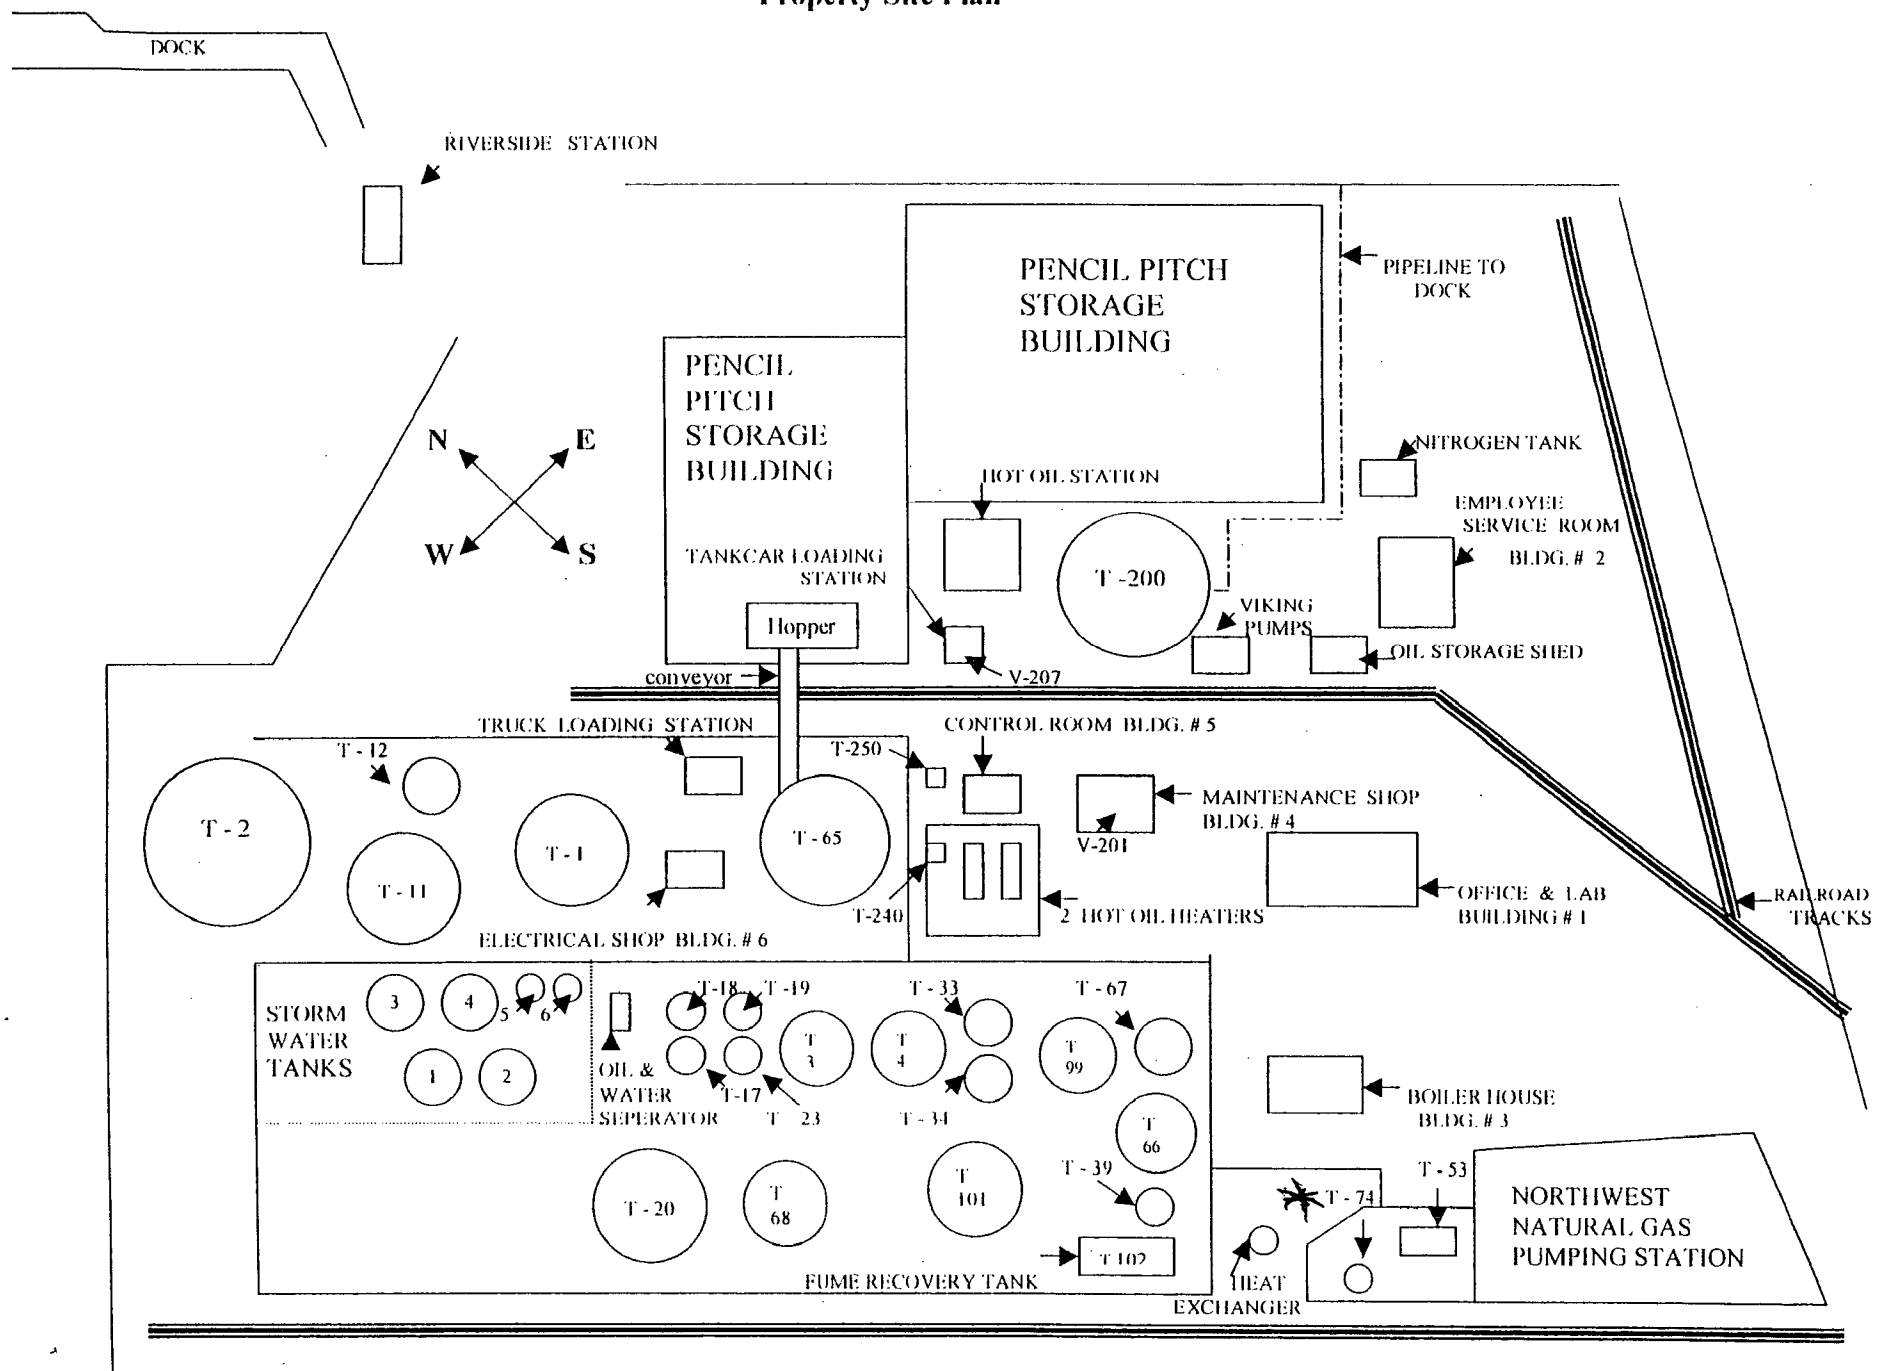 Property Site Plan
DOCK
RIVERSIDE STATION
PENCIL PITCH
STORAGE
BUILDING
PIPELINE TO
DOCK
PENCIL
PITCH
STORAGE
BUILDING
N
E
W
S
NITROGEN TANK
HOT OIL STATION
EMPLOYEE
SERVICE ROOM
BLDG. # 2
TANKCAR LOADING
STATION
T -200
VIKING
PUMPS
Hopper
OIL STORAGE SHED
conveyor
V-207
TRUCK LOADING STATION
CONTROL ROOM BLDG. # 5
T - 12
T-250
T - 2
MAINTENANCE SHOP
BLDG. # 4
T - 1
T - 65
V-201
T - 11
T-240
2 HOT OIL HEATERS
OFFICE & LAB
BUILDING # 1
RAILROAD
TRACKS
ELECTRICAL SHOP BLDG. # 6
3
4
5
6
T-18
T -19
T - 33
T - 67
STORM
WATER
TANKS
1
2
OIL &
WATER
SEPERATOR
T
3
T
4
T
99
T-17
T 23
T - 34
BOILER HOUSE
BLDG. # 3
T
66
T - 39
T - 53
T - 20
T
68
T
101
T - 74
NORTHWEST
NATURAL GAS
PUMPING STATION
T 102
FUME RECOVERY TANK
HEAT
EXCHANGER